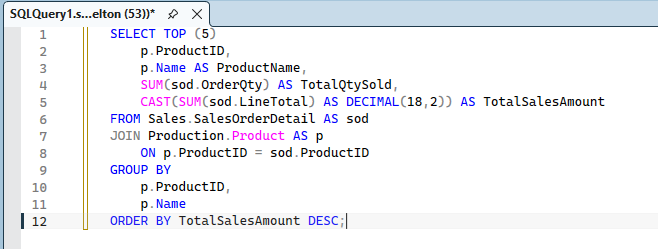 SQLQuery1.s...elton (53))*
1 SELECT TOP (5)
2     p.ProductID,
3     p.Name AS ProductName,
4     SUM(sod.OrderQty) AS TotalQtySold,
5     CAST(SUM(sod.LineTotal) AS DECIMAL(18,2)) AS TotalSalesAmount
6 FROM Sales.SalesOrderDetail AS sod
7 JOIN Production.Product AS p
8     ON p.ProductID = sod.ProductID
9 GROUP BY
10     p.ProductID,
11     p.Name
12 ORDER BY TotalSalesAmount DESC;